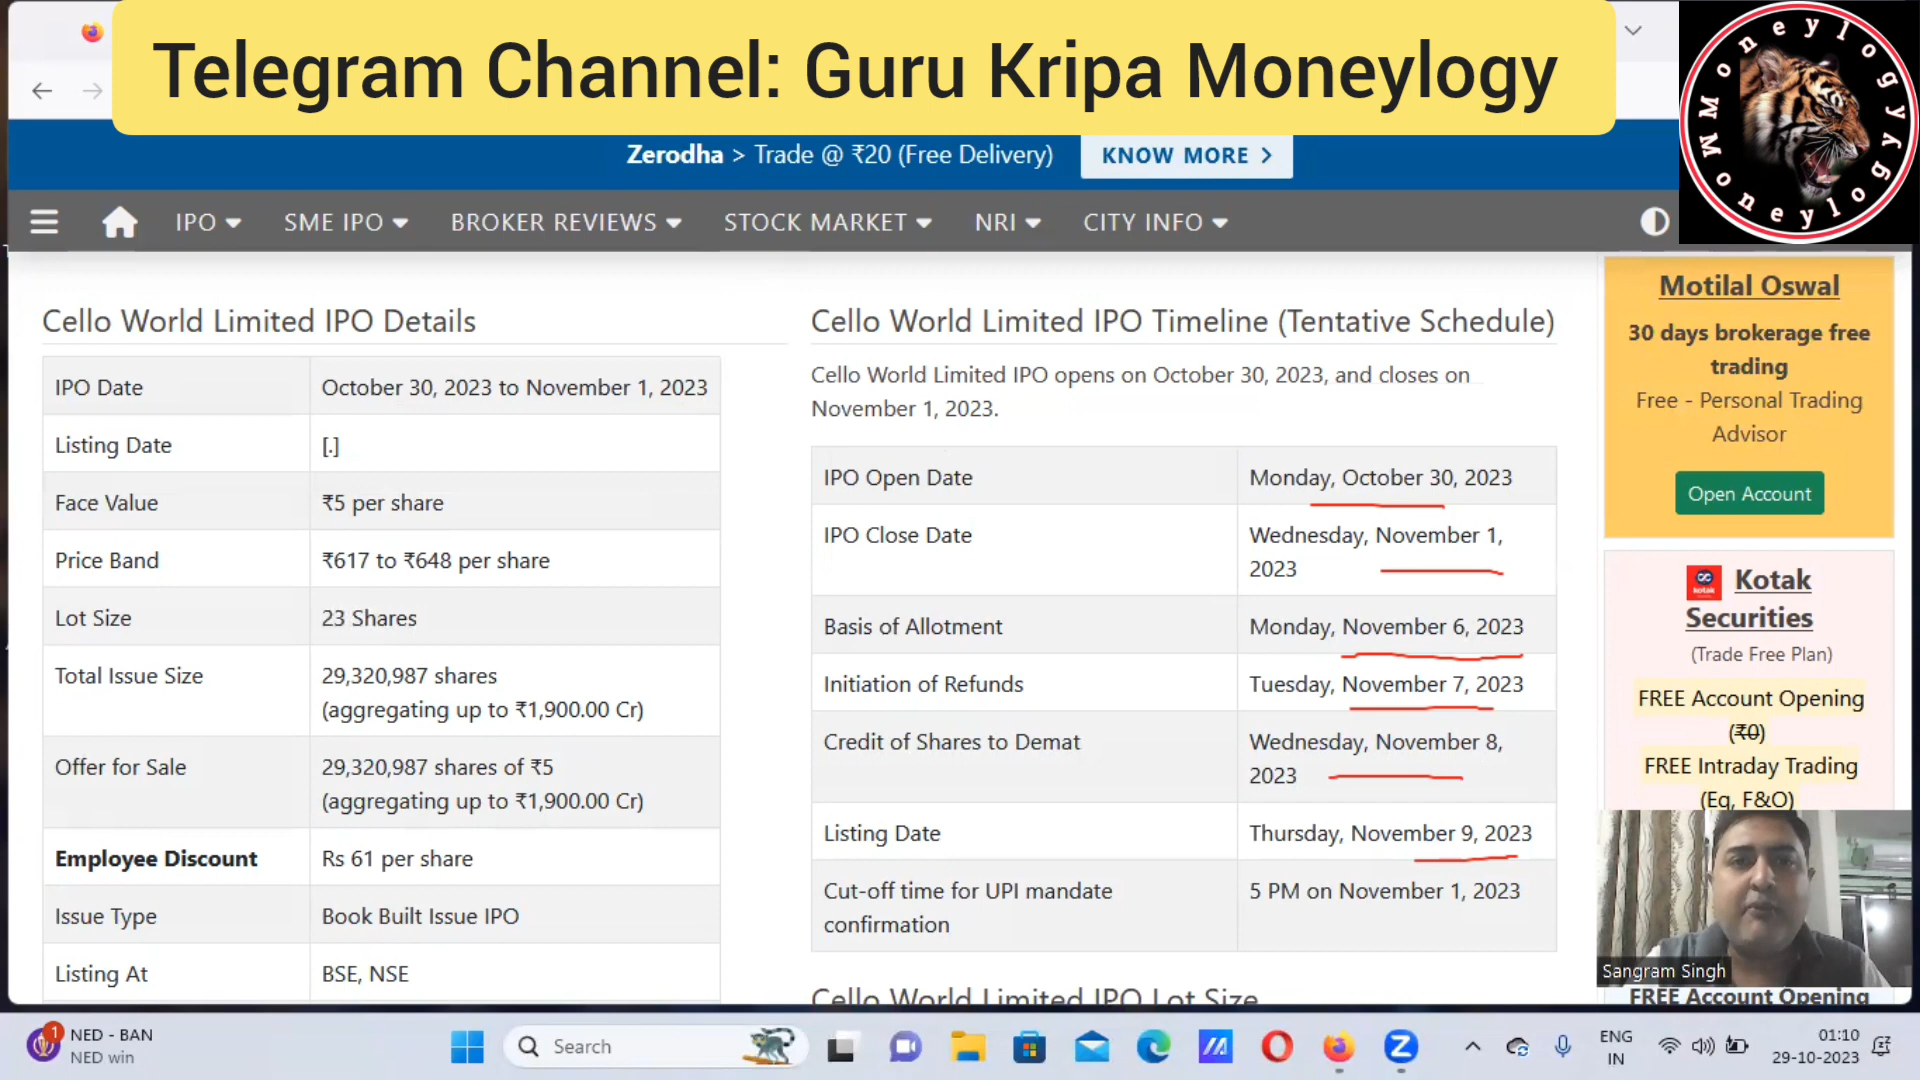 Telegram Channel: Guru Kripa Moneylogy
Moneylogy Moneylogy
Zerodha > Trade @ ₹20 (Free Delivery)
KNOW MORE >
IPO
SME IPO
BROKER REVIEWS
STOCK MARKET
NRI
CITY INFO
Cello World Limited IPO Details
IPO Date October 30, 2023 to November 1, 2023
Listing Date [.]
Face Value ₹5 per share
Price Band ₹617 to ₹648 per share
Lot Size 23 Shares
Total Issue Size 29,320,987 shares
(aggregating up to ₹1,900.00 Cr)
Offer for Sale 29,320,987 shares of ₹5
(aggregating up to ₹1,900.00 Cr)
Employee Discount Rs 61 per share
Issue Type Book Built Issue IPO
Listing At BSE, NSE
Cello World Limited IPO Timeline (Tentative Schedule)
Cello World Limited IPO opens on October 30, 2023, and closes on
November 1, 2023.
IPO Open Date Monday, October 30, 2023
IPO Close Date Wednesday, November 1,
2023
Basis of Allotment Monday, November 6, 2023
Initiation of Refunds Tuesday, November 7, 2023
Credit of Shares to Demat Wednesday, November 8,
2023
Listing Date Thursday, November 9, 2023
Cut-off time for UPI mandate 5 PM on November 1, 2023
confirmation
Cello World Limited IPO Lot Size
Motilal Oswal
30 days brokerage free
trading
Free - Personal Trading
Advisor
Open Account
kotak
Kotak
Securities
(Trade Free Plan)
FREE Account Opening
(₹0)
FREE Intraday Trading
(Eq, F&O)
Sangram Singh
FREE Account Opening
1
NED - BAN
NED win
Search
ENG
IN
01:10
29-10-2023